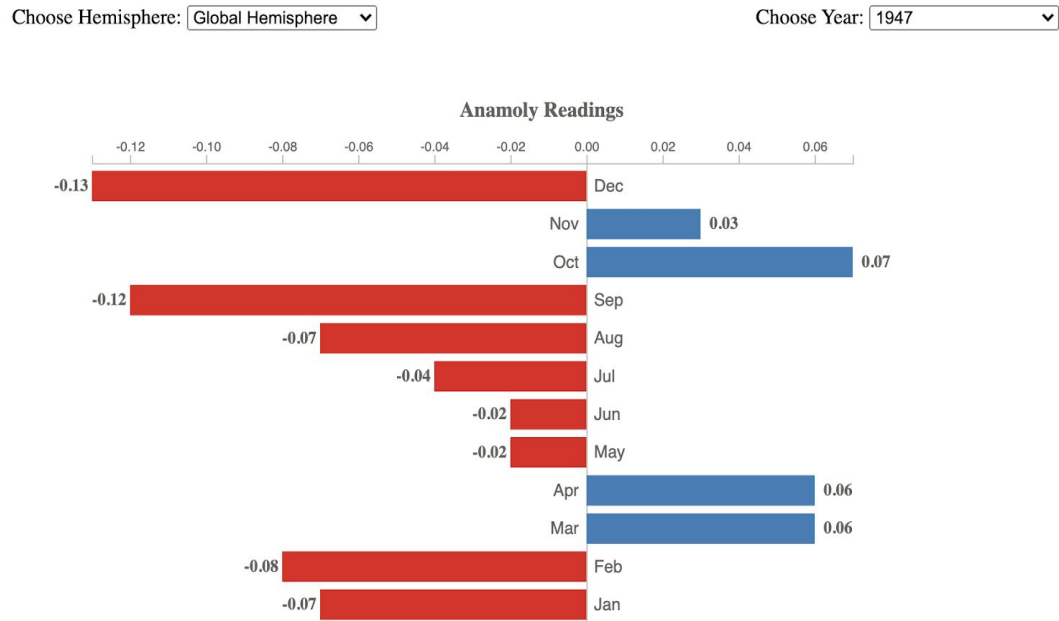 Choose Hemisphere: Global Hemisphere Choose Year: 1947
Anamoly Readings
-0.12 -0.10 -0.08 -0.06 -0.04 -0.02 0.00 0.02 0.04 0.06
-0.13 Dec
Nov 0.03
Oct 0.07
-0.12 Sep
-0.07 Aug
-0.04 Jul
-0.02 Jun
-0.02 May
Apr 0.06
Mar 0.06
-0.08 Feb
-0.07 Jan